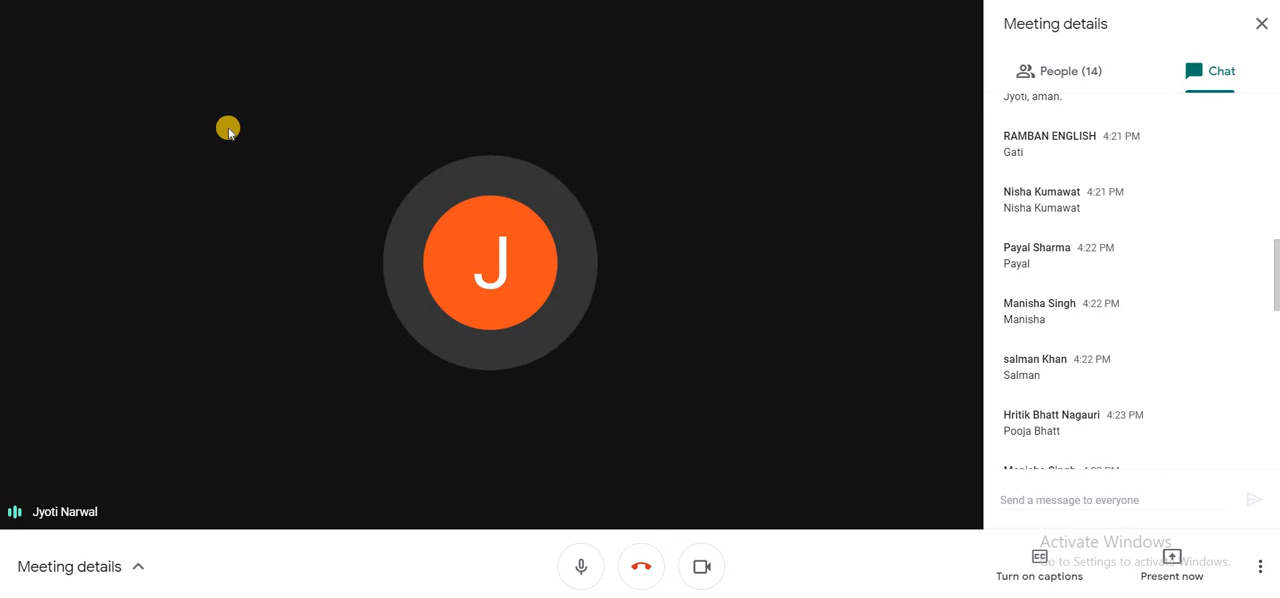 Meeting details
People (14)
Chat
Jyoti, aman.
RAMBAN ENGLISH 4:21 PM
Gati
Nisha Kumawat 4:21 PM
Nisha Kumawat
Payal Sharma 4:22 PM
Payal
Manisha Singh 4:22 PM
Manisha
salman Khan 4:22 PM
Salman
Hritik Bhatt Nagauri 4:23 PM
Pooja Bhatt
Manisha Singh
Send a message to everyone
J
Jyoti Narwal
Meeting details
Activate Windows
Go to Settings to activate Windows.
Turn on captions
Present now